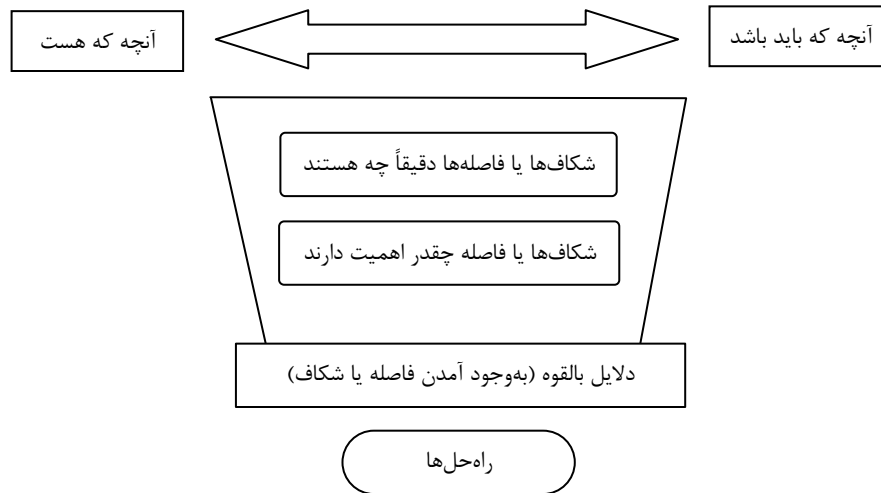 آنچه که باید باشد
آنچه که هست
شکاف‌ها یا فاصله‌ها دقیقاً چه هستند
شکاف‌ها یا فاصله چقدر اهمیت دارند
دلایل بالقوه (به‌وجود آمدن فاصله یا شکاف)
راه‌حل‌ها